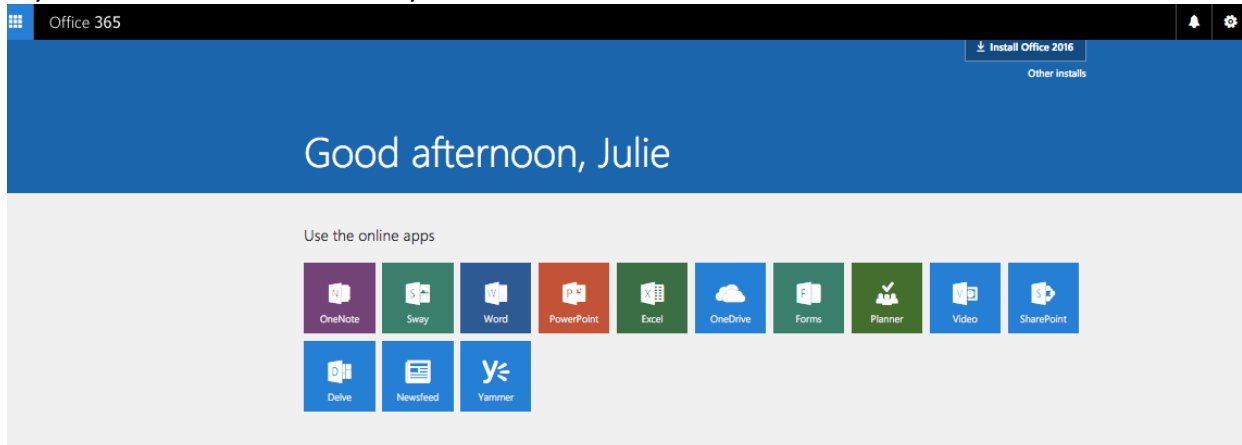 Office 365
Install Office 2016
Other installs
Good afternoon, Julie
Use the online apps
OneNote Sway Word PowerPoint Excel OneDrive Forms Planner Video SharePoint
Delve Newsfeed Yammer